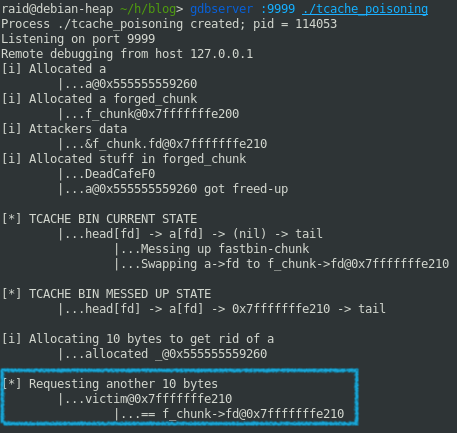 raid@debian-heap ~/h/blog> gdbserver :9999 ./tcache_poisoning
Process ./tcache_poisoning created; pid = 114053
Listening on port 9999
Remote debugging from host 127.0.0.1
[i] Allocated a
|...a@0x555555559260
[i] Allocated a forged_chunk
|...f_chunk@0x7fffffffe200
[i] Attackers data
|...&f_chunk.fd@0x7fffffffe210
[i] Allocated stuff in forged_chunk
|...DeadCafeF0
|...a@0x555555559260 got freed-up
[*] TCACHE BIN CURRENT STATE
|...head[fd] -> a[fd] -> (nil) -> tail
|...Messing up fastbin-chunk
|...Swapping a->fd to f_chunk->fd@0x7fffffffe210
[*] TCACHE BIN MESSED UP STATE
|...head[fd] -> a[fd] -> 0x7fffffffe210 -> tail
[i] Allocating 10 bytes to get rid of a
|...allocated _@0x555555559260
[*] Requesting another 10 bytes
|...victim@0x7fffffffe210
|...== f_chunk->fd@0x7fffffffe210